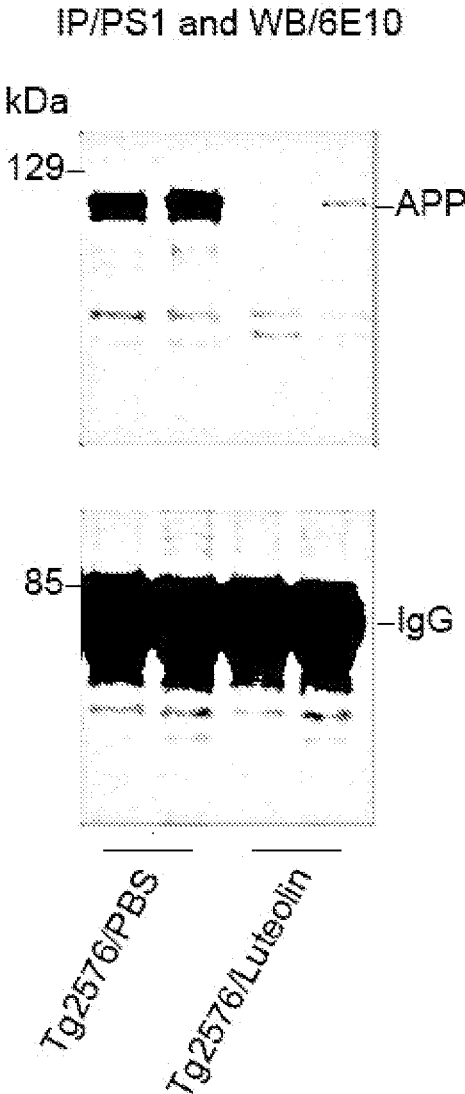 IP/PS1 and WB/6E10
kDa
129
APP
85
IgG
Tg2576/PBS
Tg2576/Luteolin